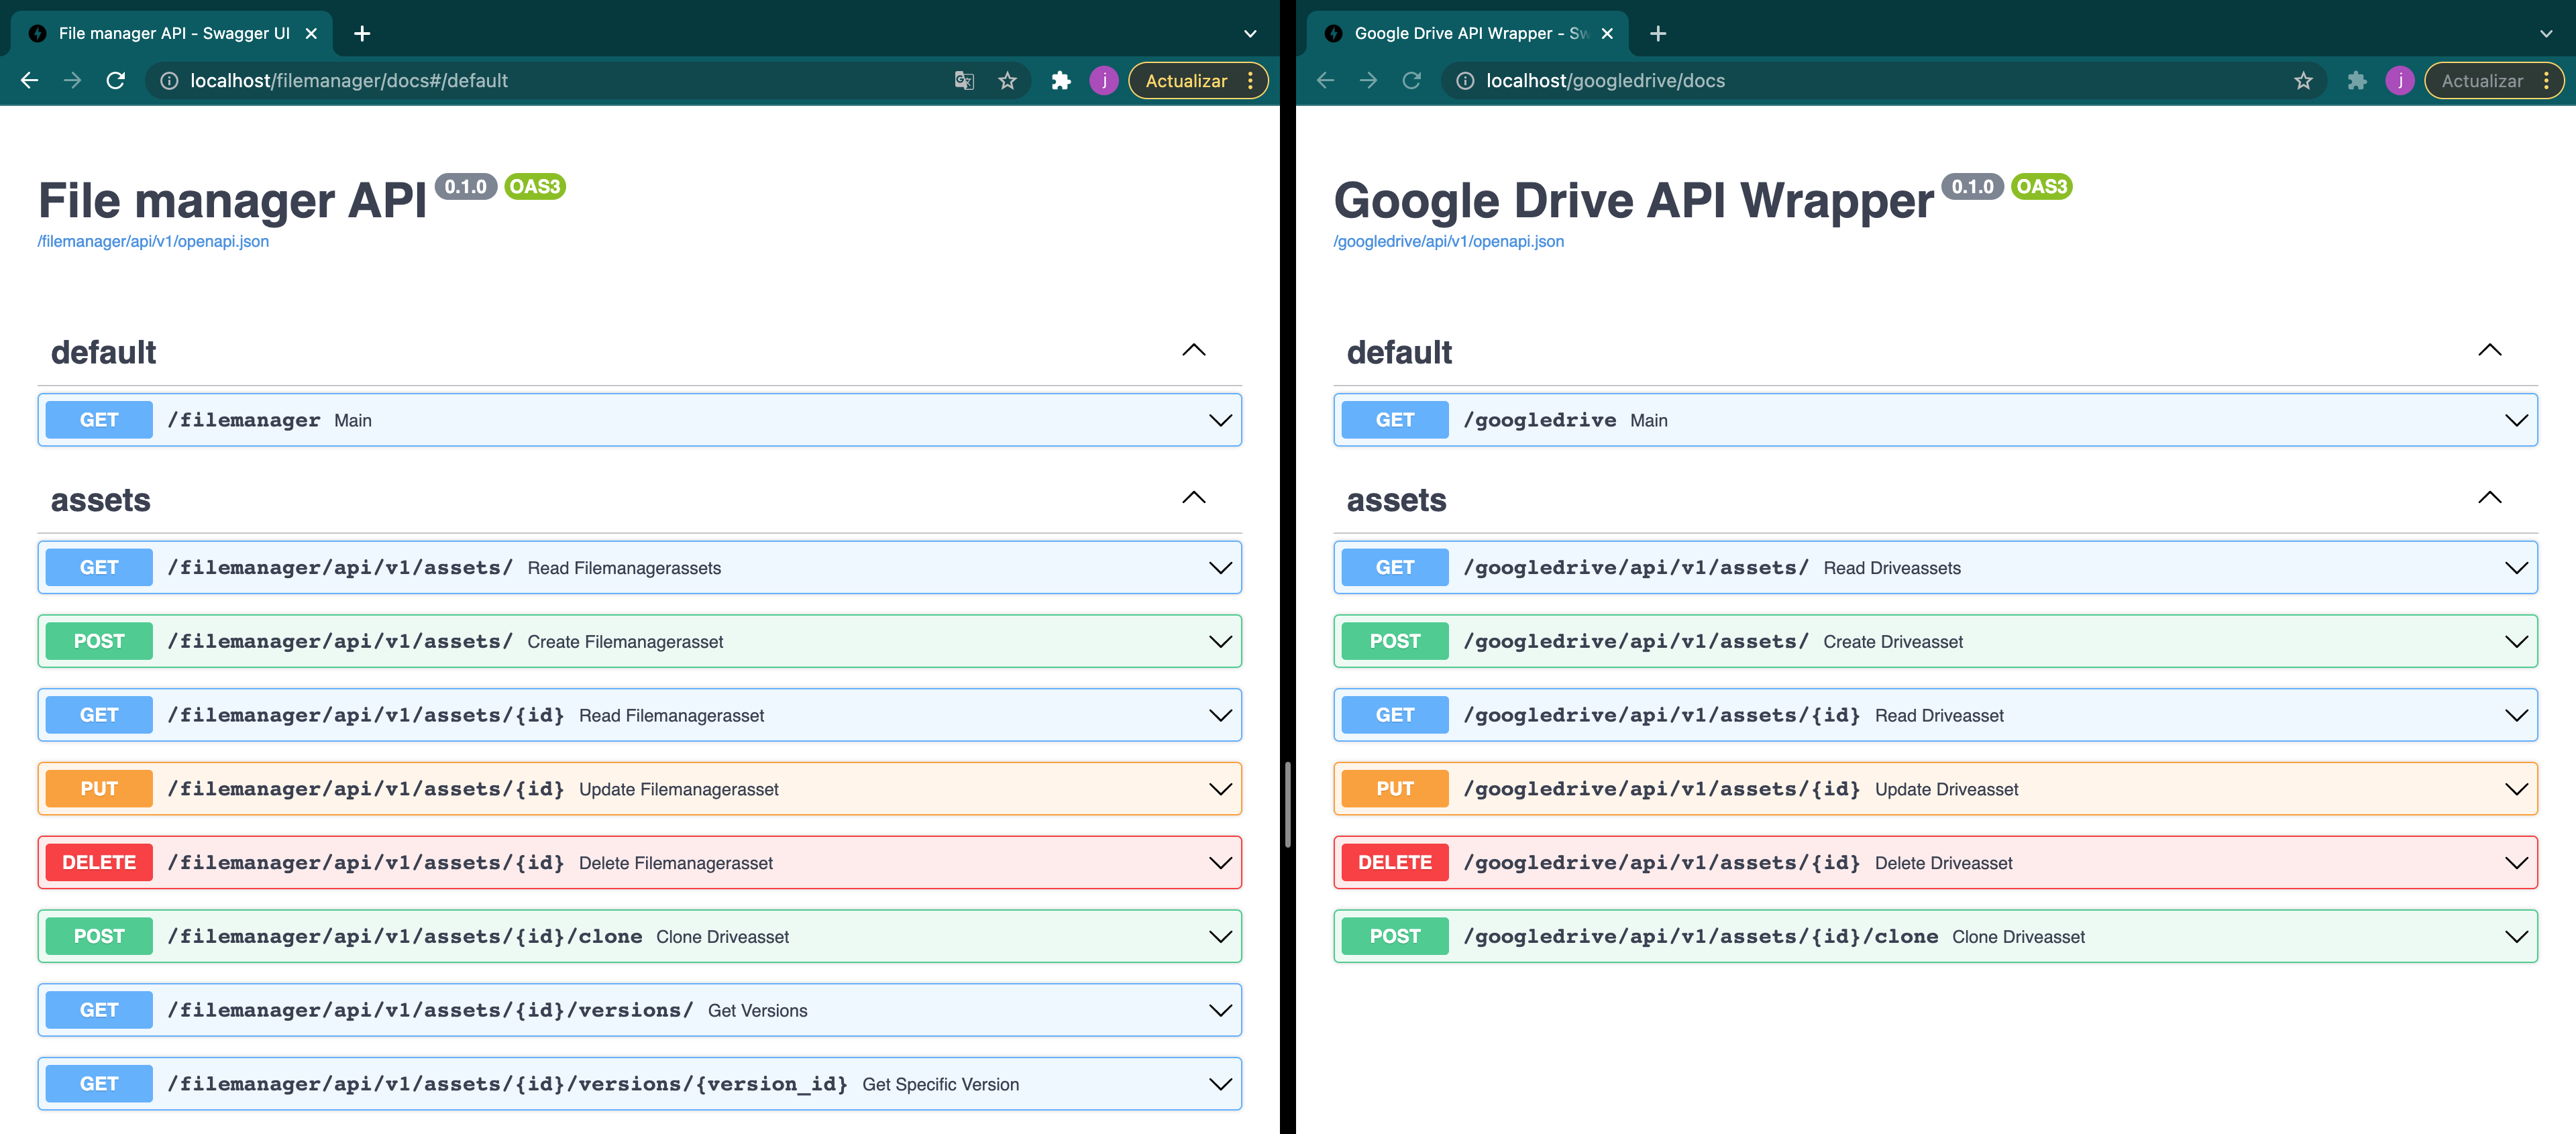 File manager API - Swagger UI
localhost/filemanager/docs#/default
j
Actualizar
File manager API 0.1.0 OAS3
/filemanager/api/v1/openapi.json
default
GET /filemanager Main
assets
GET /filemanager/api/v1/assets/ Read Filemanagerassets
POST /filemanager/api/v1/assets/ Create Filemanagerasset
GET /filemanager/api/v1/assets/{id} Read Filemanagerasset
PUT /filemanager/api/v1/assets/{id} Update Filemanagerasset
DELETE /filemanager/api/v1/assets/{id} Delete Filemanagerasset
POST /filemanager/api/v1/assets/{id}/clone Clone Driveasset
GET /filemanager/api/v1/assets/{id}/versions/ Get Versions
GET /filemanager/api/v1/assets/{id}/versions/{version_id} Get Specific Version
Google Drive API Wrapper - Sw
localhost/googledrive/docs
j
Actualizar
Google Drive API Wrapper 0.1.0 OAS3
/googledrive/api/v1/openapi.json
default
GET /googledrive Main
assets
GET /googledrive/api/v1/assets/ Read Driveassets
POST /googledrive/api/v1/assets/ Create Driveasset
GET /googledrive/api/v1/assets/{id} Read Driveasset
PUT /googledrive/api/v1/assets/{id} Update Driveasset
DELETE /googledrive/api/v1/assets/{id} Delete Driveasset
POST /googledrive/api/v1/assets/{id}/clone Clone Driveasset